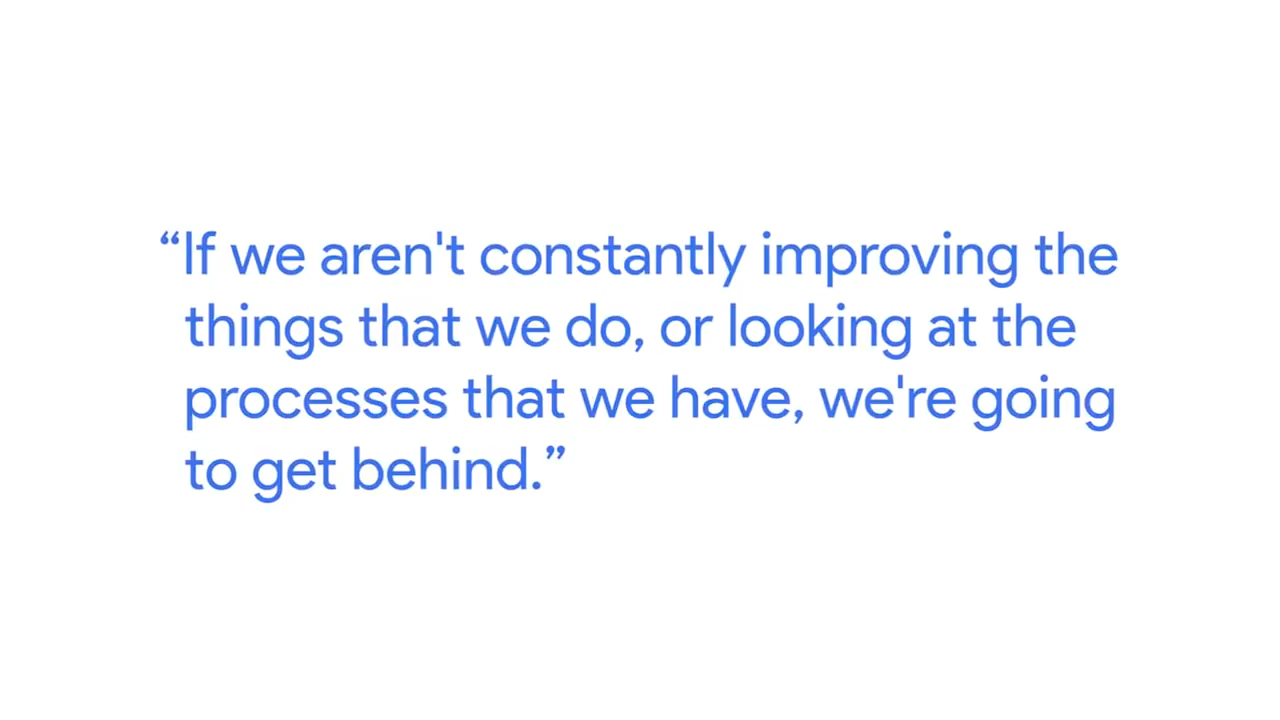 “If we aren't constantly improving the
things that we do, or looking at the
processes that we have, we're going
to get behind.”